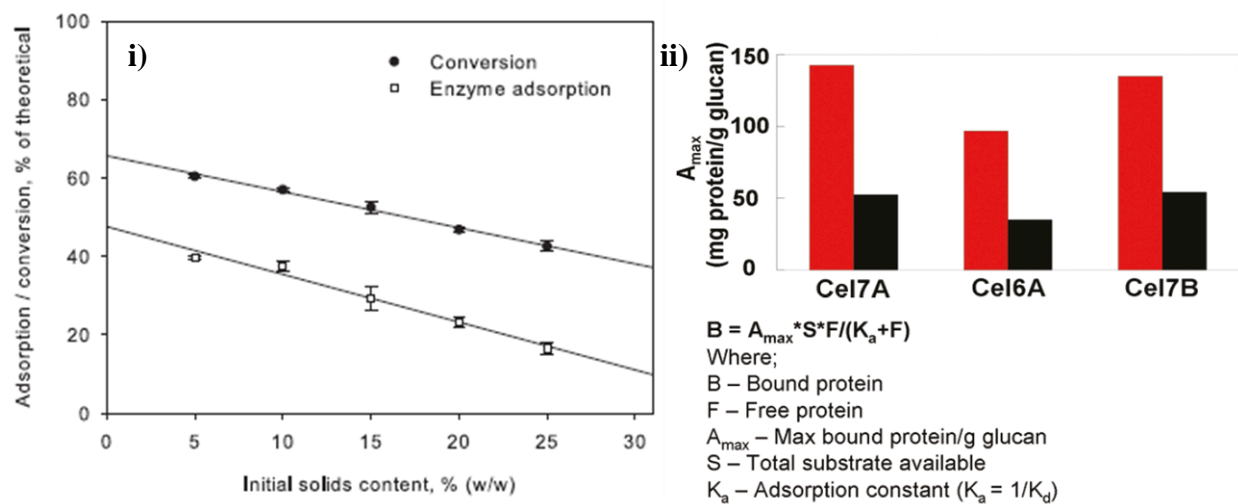 i)
Adsorption / conversion, % of theoretical
100
80
60
40
20
0
Conversion
Enzyme adsorption
0 5 10 15 20 25 30
Initial solids content, % (w/w)
ii)
Amax
(mg protein/g glucan)
150
100
50
0
Cel7A Cel6A Cel7B
B = Amax*S*F/(Ka+F)
Where;
B – Bound protein
F – Free protein
Amax – Max bound protein/g glucan
S – Total substrate available
Ka – Adsorption constant (Ka = 1/Kd)